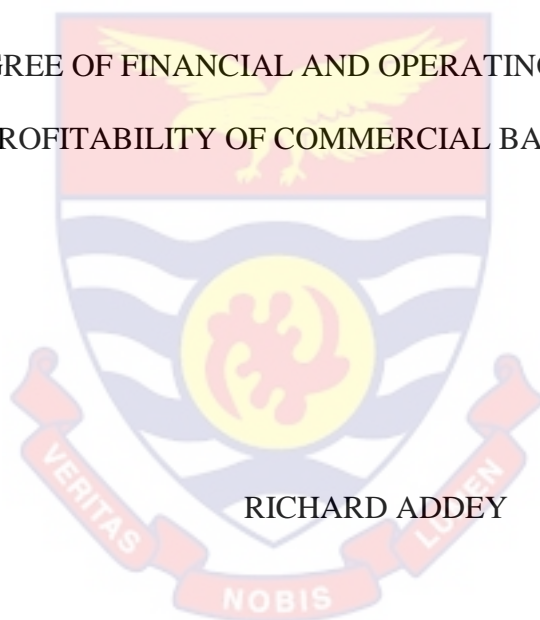 GREE OF FINANCIAL AND OPERATING
ROFITABILITY OF COMMERCIAL BA
RICHARD ADDEY
VERITAS
NOBIS
LUMEN